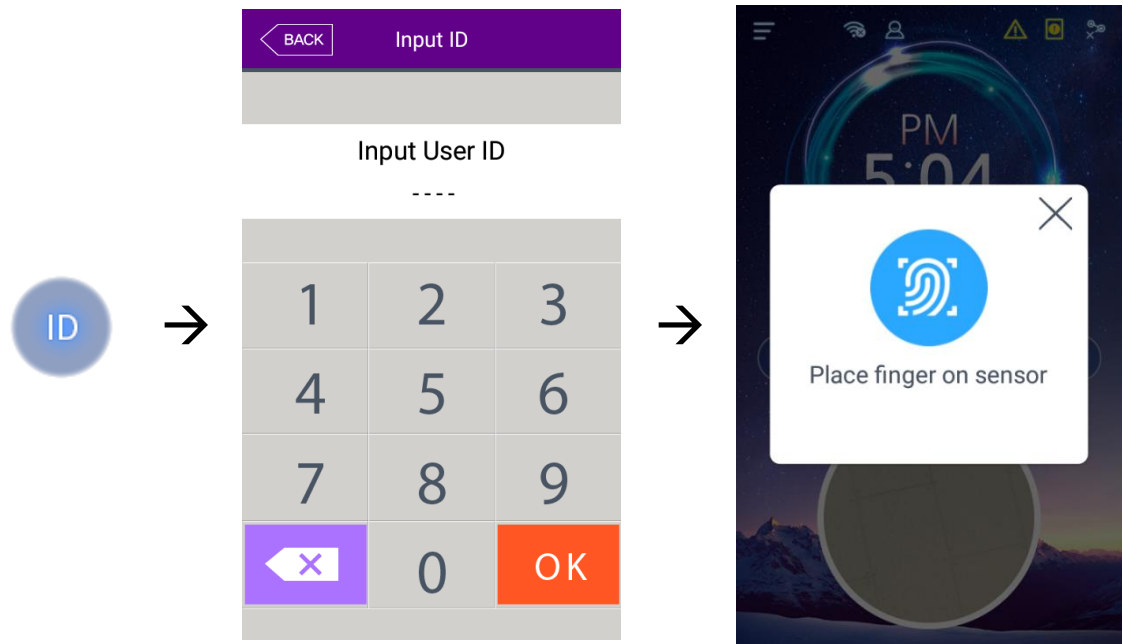 ID
BACK
Input ID
Input User ID
----
1 2 3
4 5 6
7 8 9
0 OK
PM
5:04
Place finger on sensor